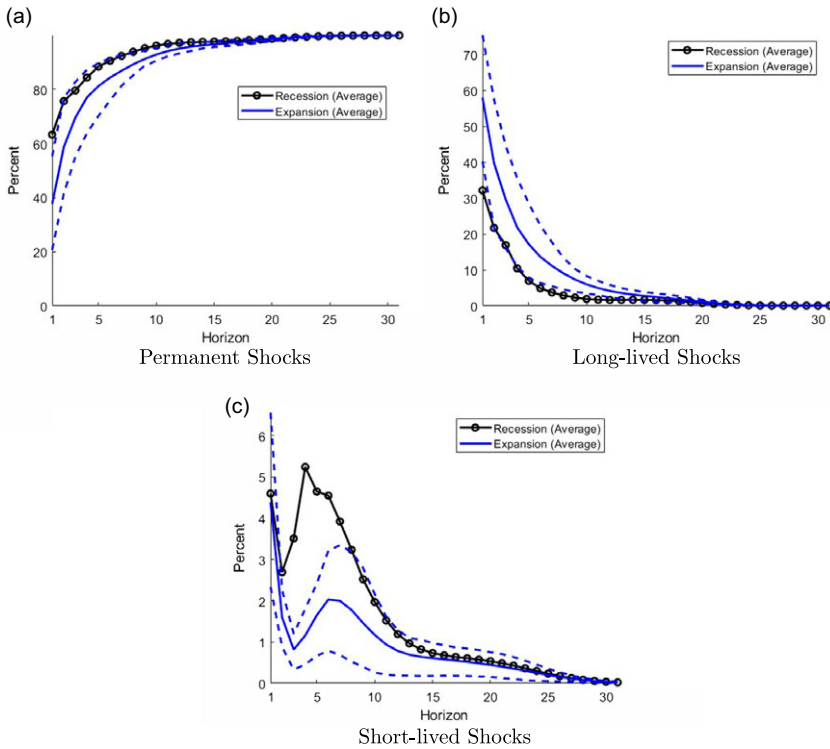 (a)
80
60
40
20
0
Percent
Recession (Average)
Expansion (Average)
1 5 10 15 20 25 30
Horizon
Permanent Shocks
(b)
70
60
50
40
30
20
10
0
Percent
Recession (Average)
Expansion (Average)
1 5 10 15 20 25 30
Horizon
Long-lived Shocks
(c)
6
5
4
3
2
1
0
Percent
Recession (Average)
Expansion (Average)
1 5 10 15 20 25 30
Horizon
Short-lived Shocks